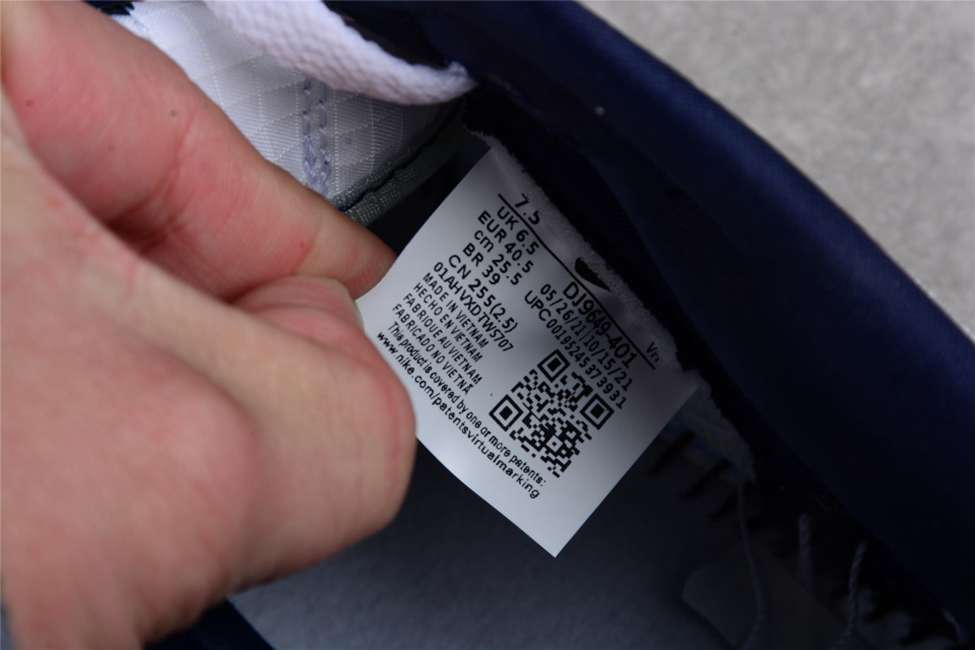 7.5
UK 6.5
EUR 40.5
cm 25.5
BR 39
CN 255(2.5)
01AHVXDTW5707
MADE IN VIETNAM
HECHO EN VIETNAM
FABRIQUE AU VIETNAM
FABRICADO NO VIETNÃ
This product is covered by one or more patents:
www.nike.com/patentsvirtualmarking
DJ9649-401
05/26/21 10/15/21
UPC00195243373931